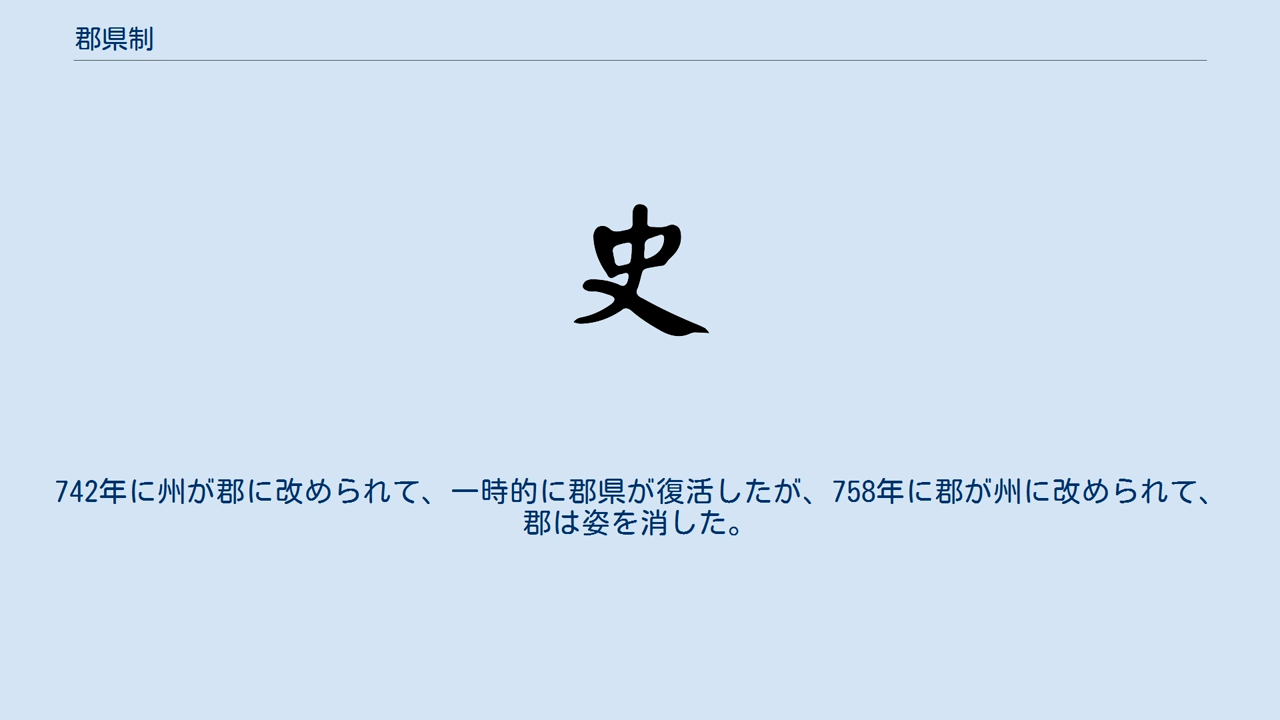 郡県制
史
742年に州が郡に改められて、一時的に郡県が復活したが、758年に郡が州に改められて、
郡は姿を消した。